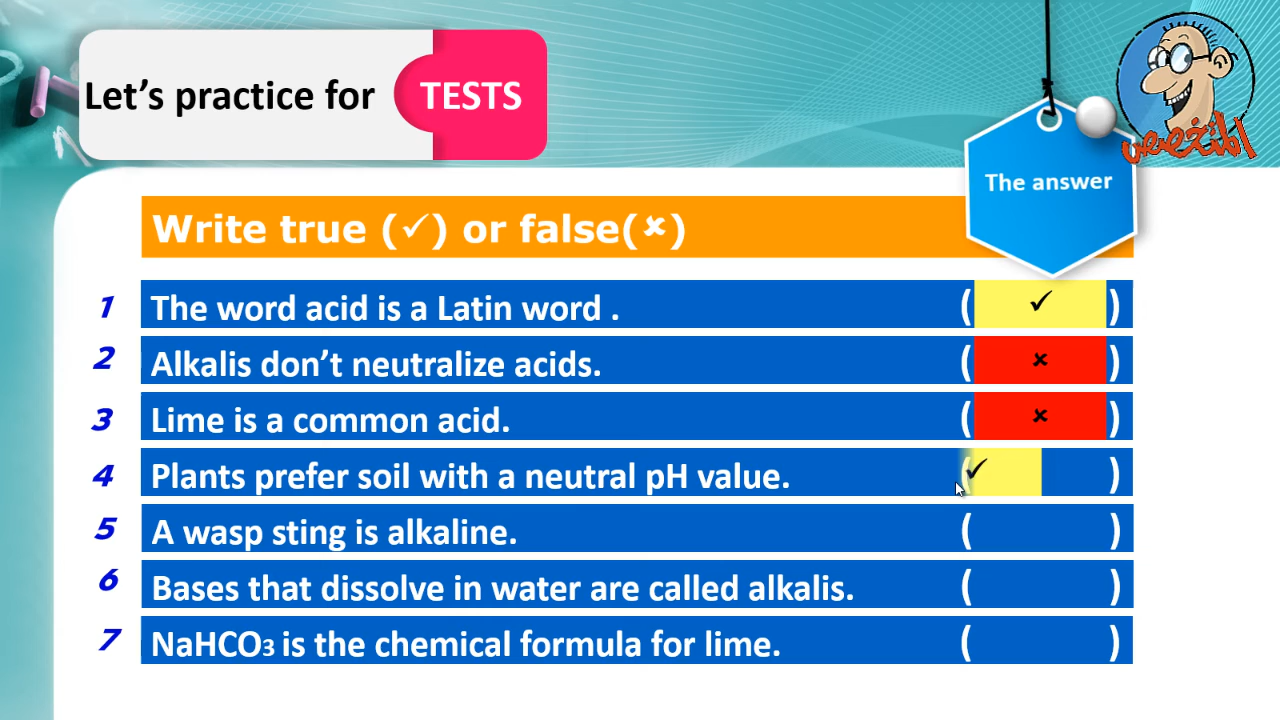 Let's practice for TESTS
المتخصص
The answer
Write true (✓) or false(✘)
1 The word acid is a Latin word . ( ✓ )
2 Alkalis don't neutralize acids. ( ✘ )
3 Lime is a common acid. ( ✘ )
4 Plants prefer soil with a neutral pH value. ( ✓ )
5 A wasp sting is alkaline. ( )
6 Bases that dissolve in water are called alkalis. ( )
7 NaHCO3 is the chemical formula for lime. ( )